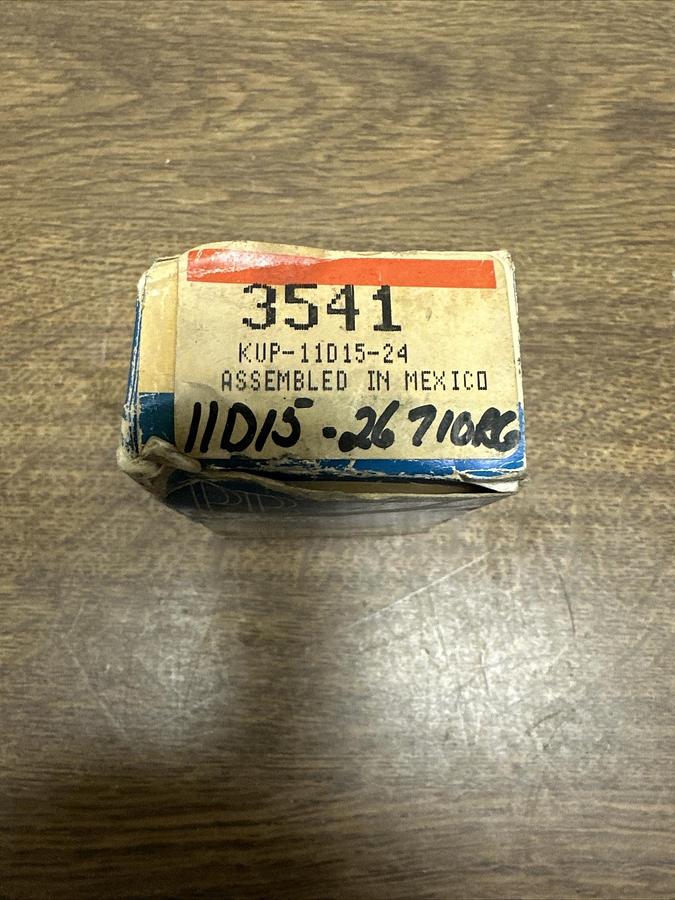 3541
KUP-11D15-24
ASSEMBLED IN MEXICO
11D15-26 710RG